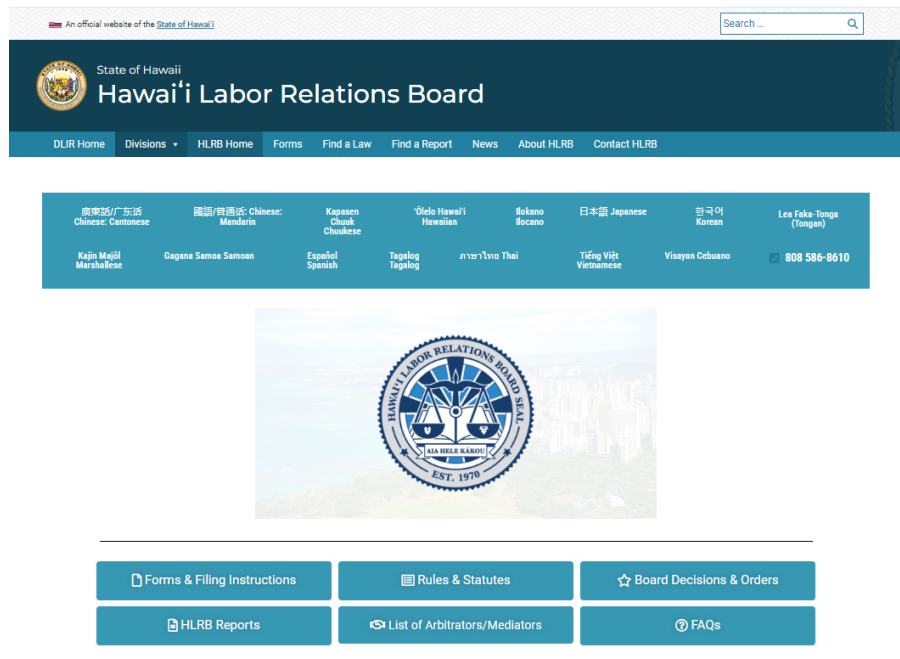 An official website of the State of Hawaiʻi
Search ...
State of Hawaii
Hawaiʻi Labor Relations Board
DLIR Home Divisions HLRB Home Forms Find a Law Find a Report News About HLRB Contact HLRB
廣東話/广东话 國語/普通话: Chinese: Kapasen ʻŌlelo Hawaiʻi Ilokano 日本語 Japanese 한국어 Lea Faka-Tonga
Chinese: Cantonese Mandarin Chuuk Hawaiian Ilocano Korean (Tongan)
Chuukese
Kajin Majôl Gagana Samoa Samoan Español Tagalog ภาษาไทย Thai Tiếng Việt Visayan Cebuano 808 586-8610
Marshallese Spanish Tagalog Vietnamese
HAWAIʻI LABOR RELATIONS BOARD SEAL
AIA HELE KĀKOU
EST. 1970
Forms & Filing Instructions Rules & Statutes Board Decisions & Orders
HLRB Reports List of Arbitrators/Mediators FAQs